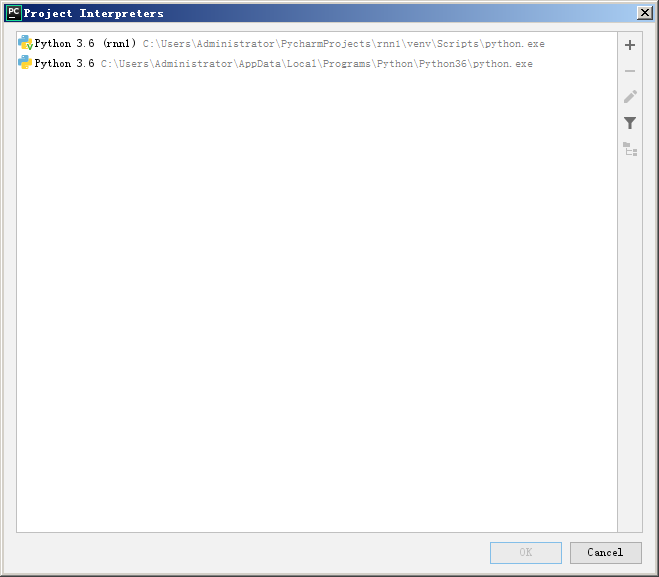 PC Project Interpreters
Python 3.6 (rnn1) C:\Users\Administrator\PycharmProjects\rnn1\venv\Scripts\python.exe
Python 3.6 C:\Users\Administrator\AppData\Local\Programs\Python\Python36\python.exe
OK Cancel